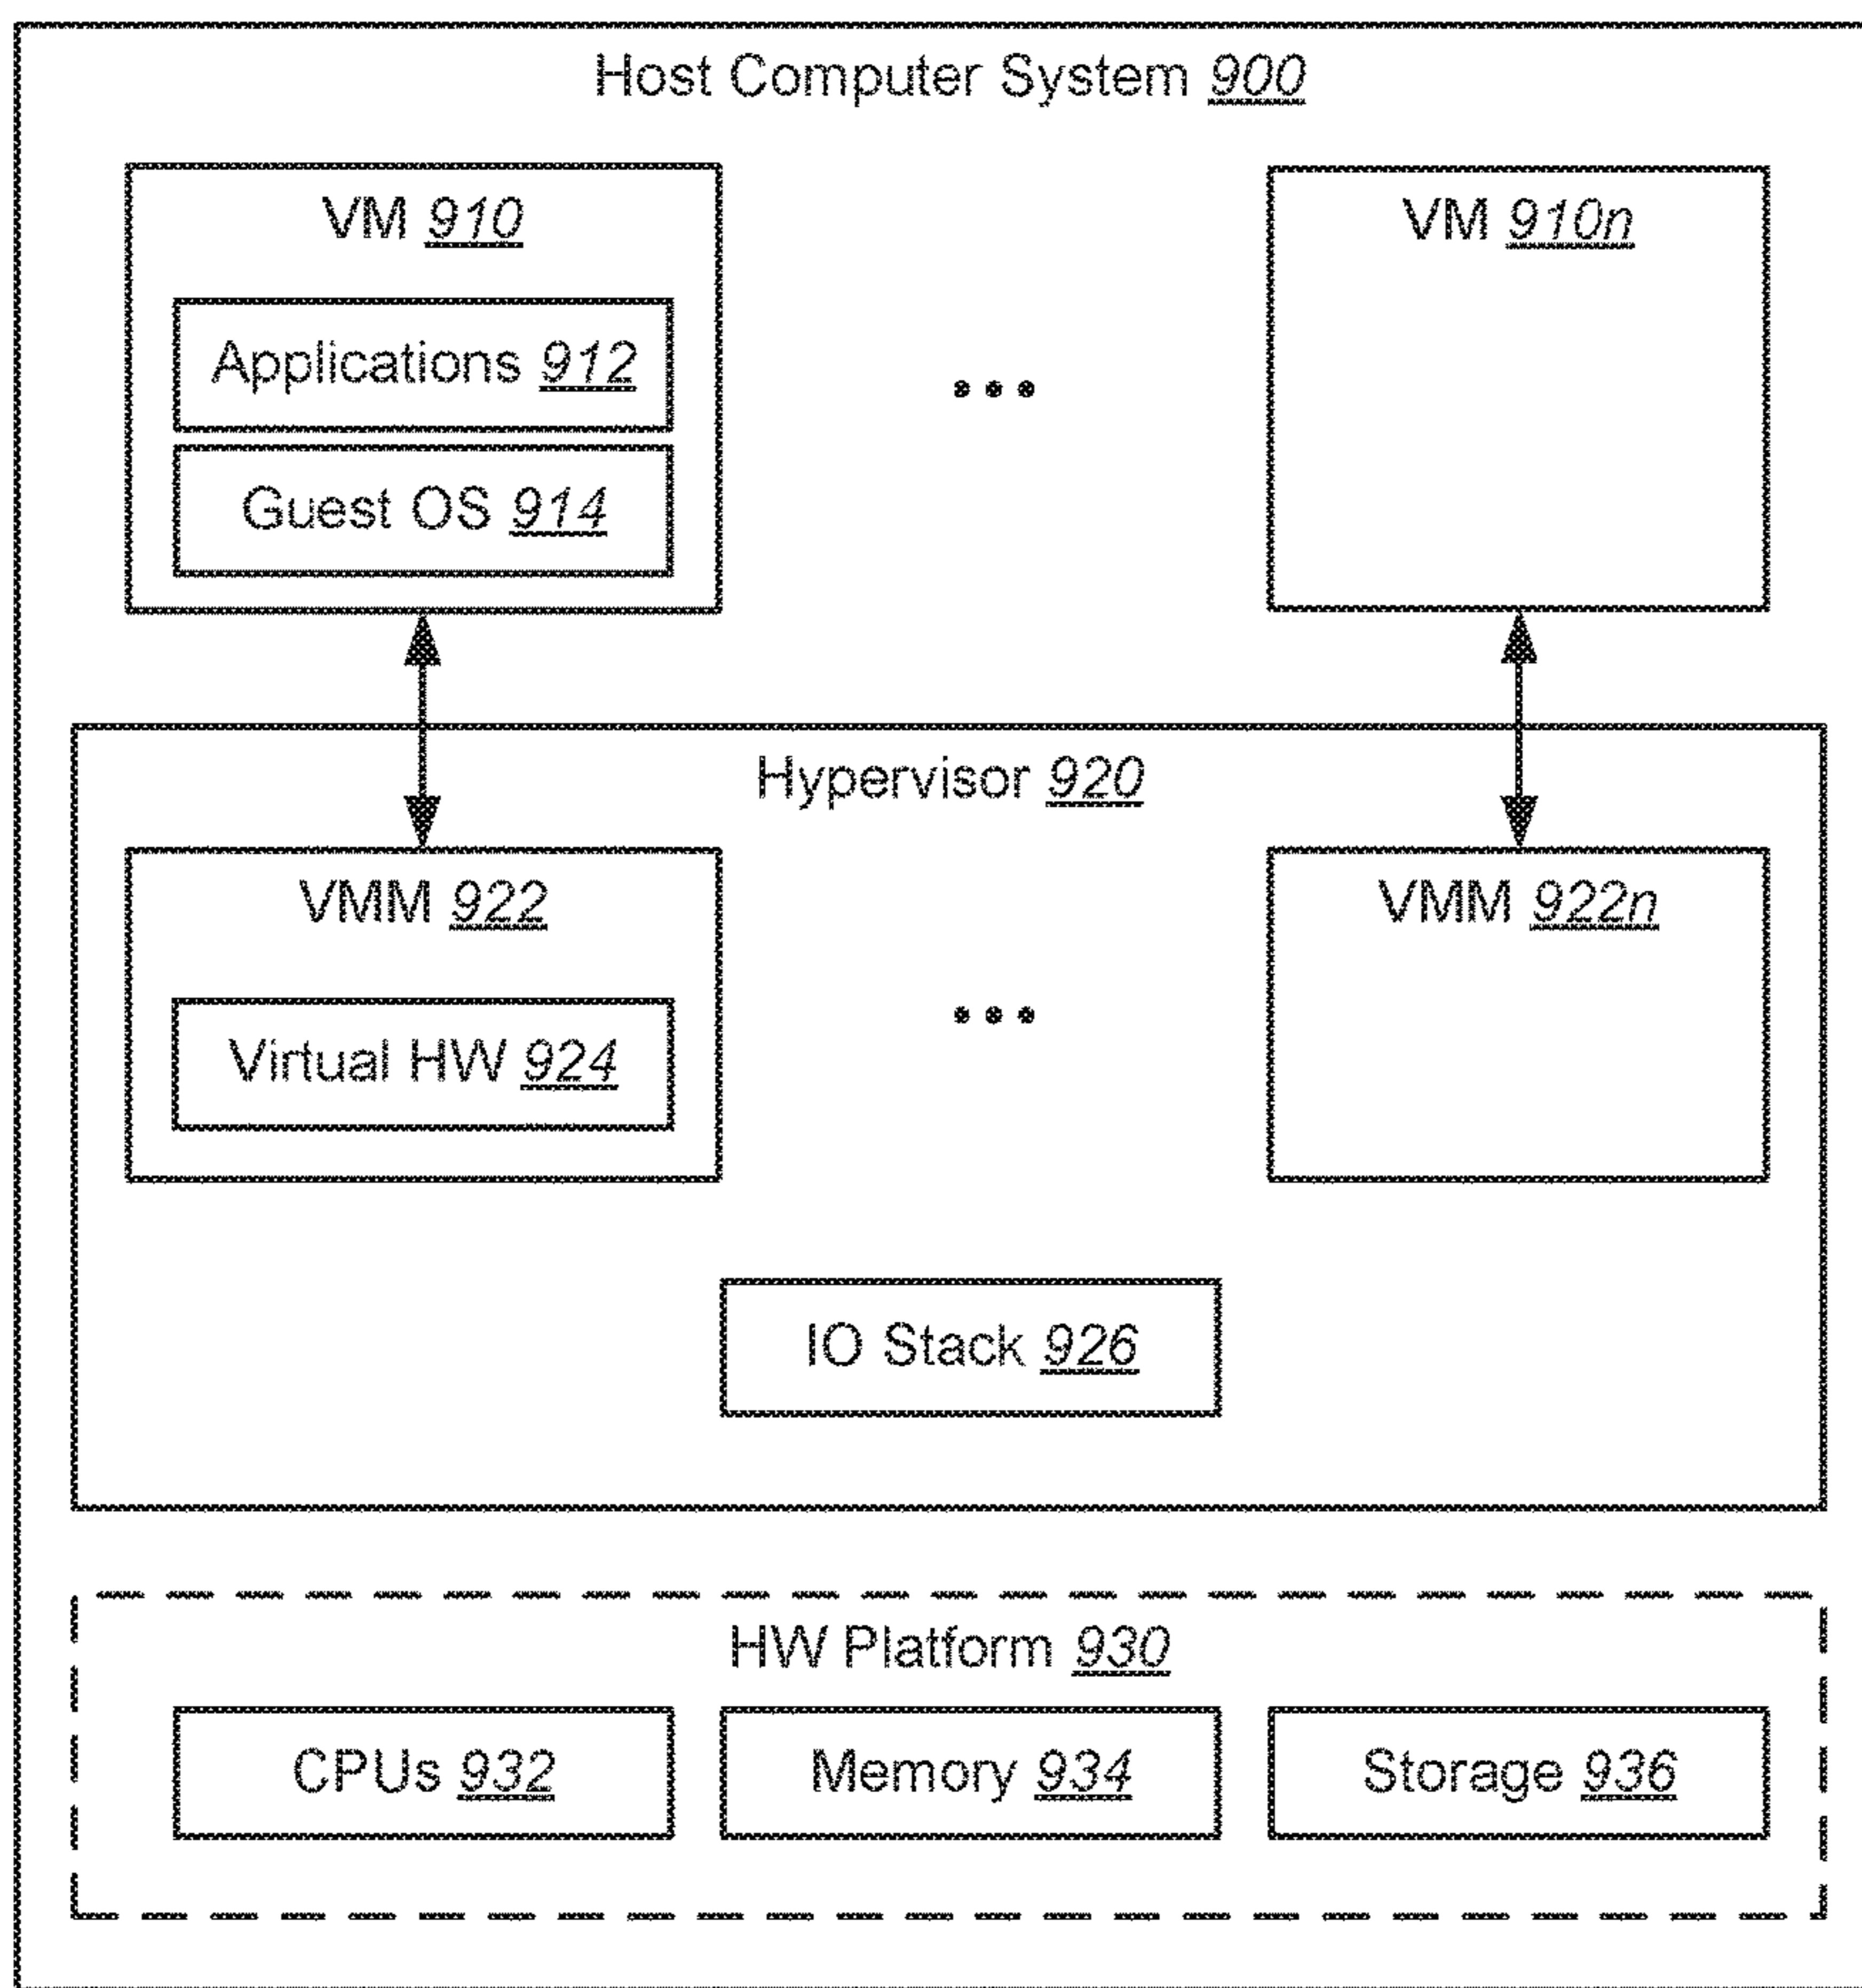 Host Computer System 900
VM 910
VM 910n
Applications 912
...
Guest OS 914
Hypervisor 920
VMM 922
VMM 922n
Virtual HW 924
...
IO Stack 926
HW Platform 930
CPUs 932
Memory 934
Storage 936